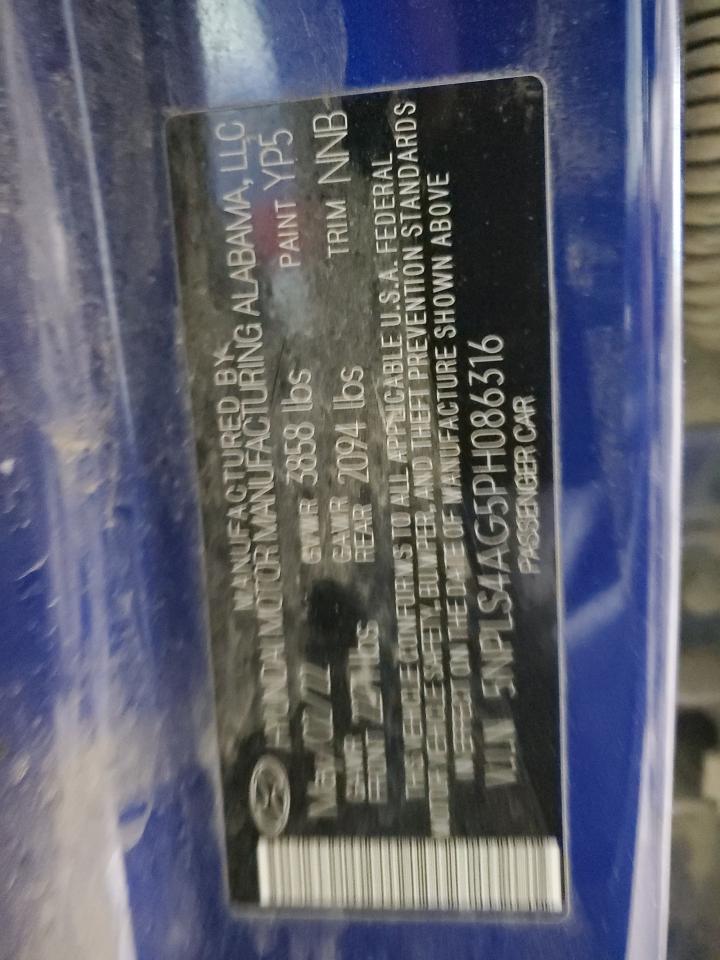 MANUFACTURED BY
HYUNDAI MOTOR MANUFACTURING ALABAMA, LLC
GVWR 3858 lbs PAINT YP5
GAWR
REAR 2094 lbs TRIM NNB
THIS VEHICLE CONFORMS TO ALL APPLICABLE U.S.A. FEDERAL
MOTOR VEHICLE SAFETY, BUMPER, AND THEFT PREVENTION STANDARDS
IN EFFECT ON THE DATE OF MANUFACTURE SHOWN ABOVE
VIN 5NPLS4AG5PH086316
PASSENGER CAR